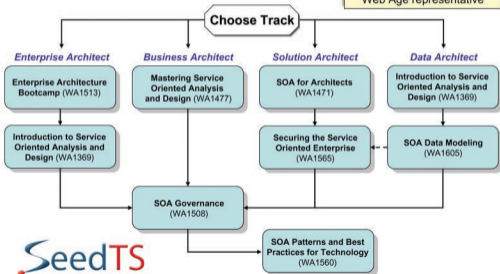 Web Age representative
Choose Track
Enterprise Architect
Business Architect
Solution Architect
Data Architect
Enterprise Architecture
Bootcamp (WA1513)
Mastering Service
Oriented Analysis
and Design (WA1477)
SOA for Architects
(WA1471)
Introduction to Service
Oriented Analysis and
Design (WA1369)
Introduction to Service
Oriented Analysis and
Design (WA1369)
Securing the Service
Oriented Enterprise
(WA1565)
SOA Data Modeling
(WA1605)
SOA Governance
(WA1508)
SOA Patterns and Best
Practices for Technology
(WA1560)
SeedTS